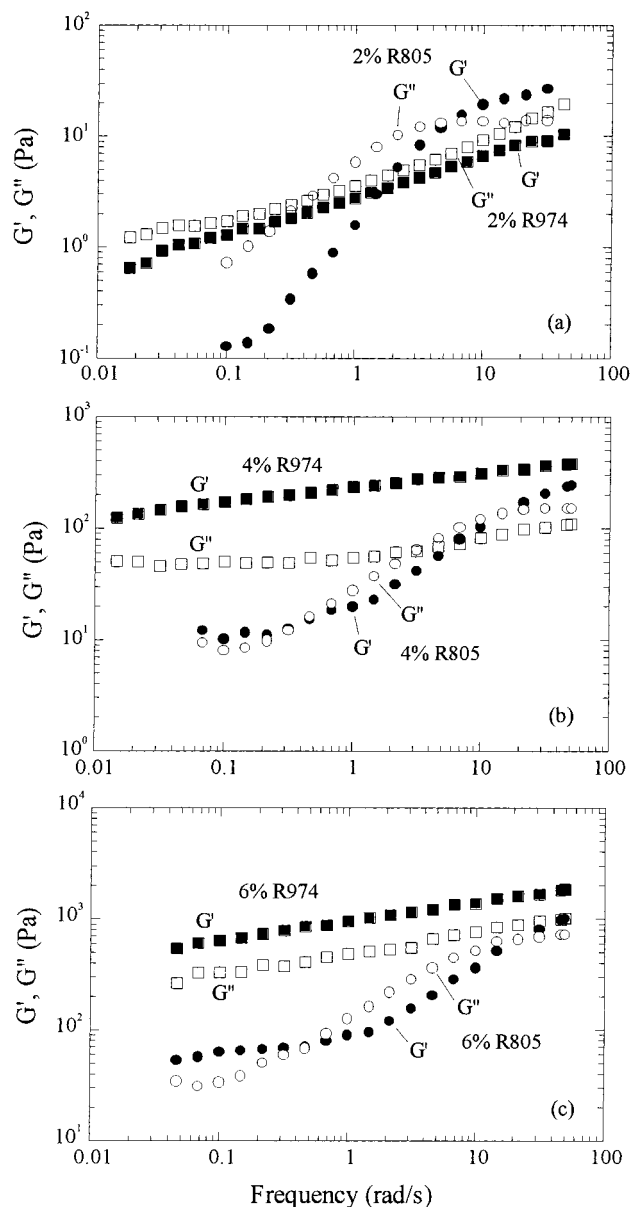 10²
10¹
10⁰
10⁻¹
G', G" (Pa)
2% R805
G'
G"
G'
G"
2% R974
(a)
0.01 0.1 1 10 100
10³
10²
10¹
10⁰
G', G" (Pa)
4% R974
G'
G"
G"
G'
4% R805
(b)
0.01 0.1 1 10 100
10⁴
10³
10²
10¹
G', G" (Pa)
6% R974
G'
G"
G"
G'
6% R805
(c)
0.01 0.1 1 10 100
Frequency (rad/s)